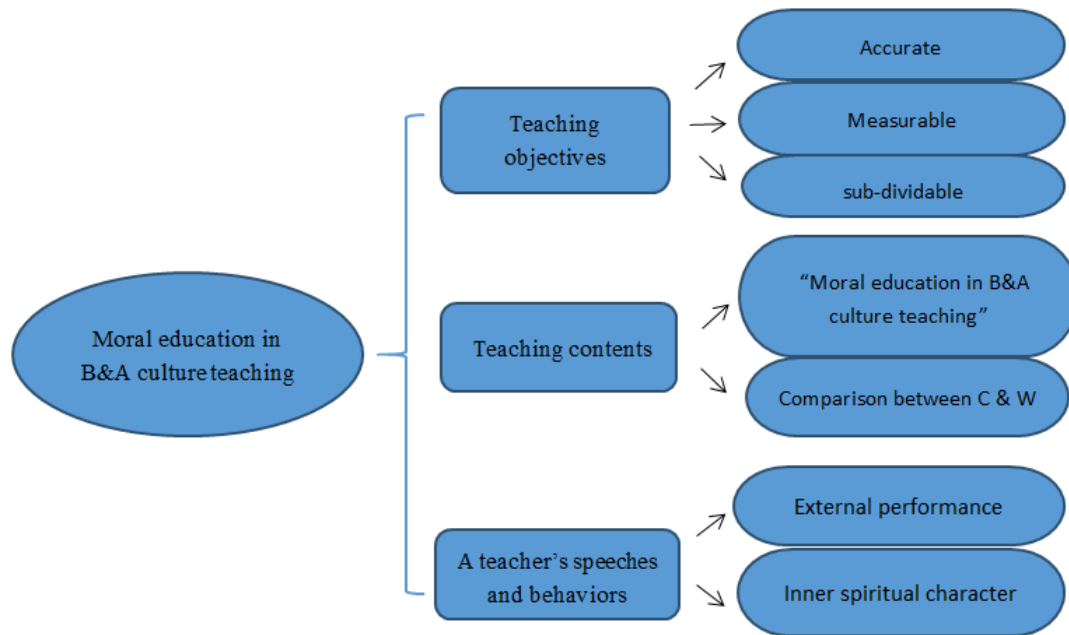 Moral education in
B&A culture teaching
Teaching
objectives
Accurate
Measurable
sub-dividable
Teaching contents
“Moral education in B&A
culture teaching”
Comparison between C & W
A teacher’s speeches
and behaviors
External performance
Inner spiritual character